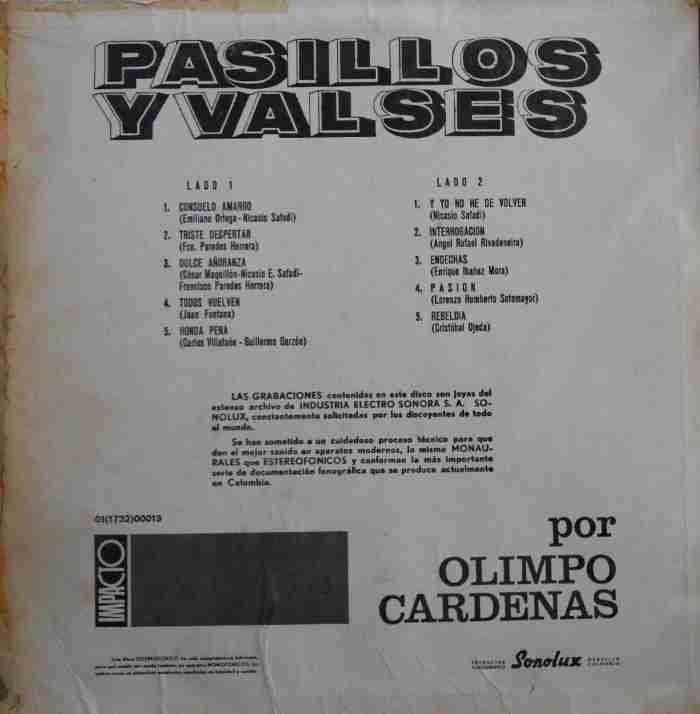 PASILLOS
Y VALSES
LADO 1
1. CONSUELO AMARGO
(Emiliano Ortega - Nicasio Safadi)
2. TRISTE DESPERTAR
(Fco. Paredes Herrera)
3. DULCE AÑORANZA
(César Maquillón-Nicasio E. Safadi-
Francisco Paredes Herrera)
4. TODOS VUELVEN
(Juan Fontana)
5. HONDA PENA
(Carlos Villafañe - Guillermo Garzón)
LADO 2
1. Y YO NO HE DE VOLVER
(Nicasio Safadi)
2. INTERROGACION
(Angel Rafael Rivadeneira)
3. ENDECHAS
(Enrique Ibáñez Mora)
4. PASION
(Lorenzo Humberto Sotomayor)
5. REBELDIA
(Cristóbal Ojeda)
LAS GRABACIONES contenidas en este disco son joyas del
extenso archivo de INDUSTRIA ELECTRO SONORA S. A. SO-
NOLUX, constantemente solicitadas por los discoyentes de todo
el mundo.
Se han sometido a un cuidadoso proceso técnico para que
den el mejor sonido en aparatos modernos, lo mismo MONAU-
RALES que ESTEREOFONICOS y conforman la más importante
serie de documentación fonográfica que se produce actualmente
en Colombia.
01(1732)00013
IMPACTO
por
OLIMPO
CARDENAS
Sonolux
MEDELLIN
COLOMBIA